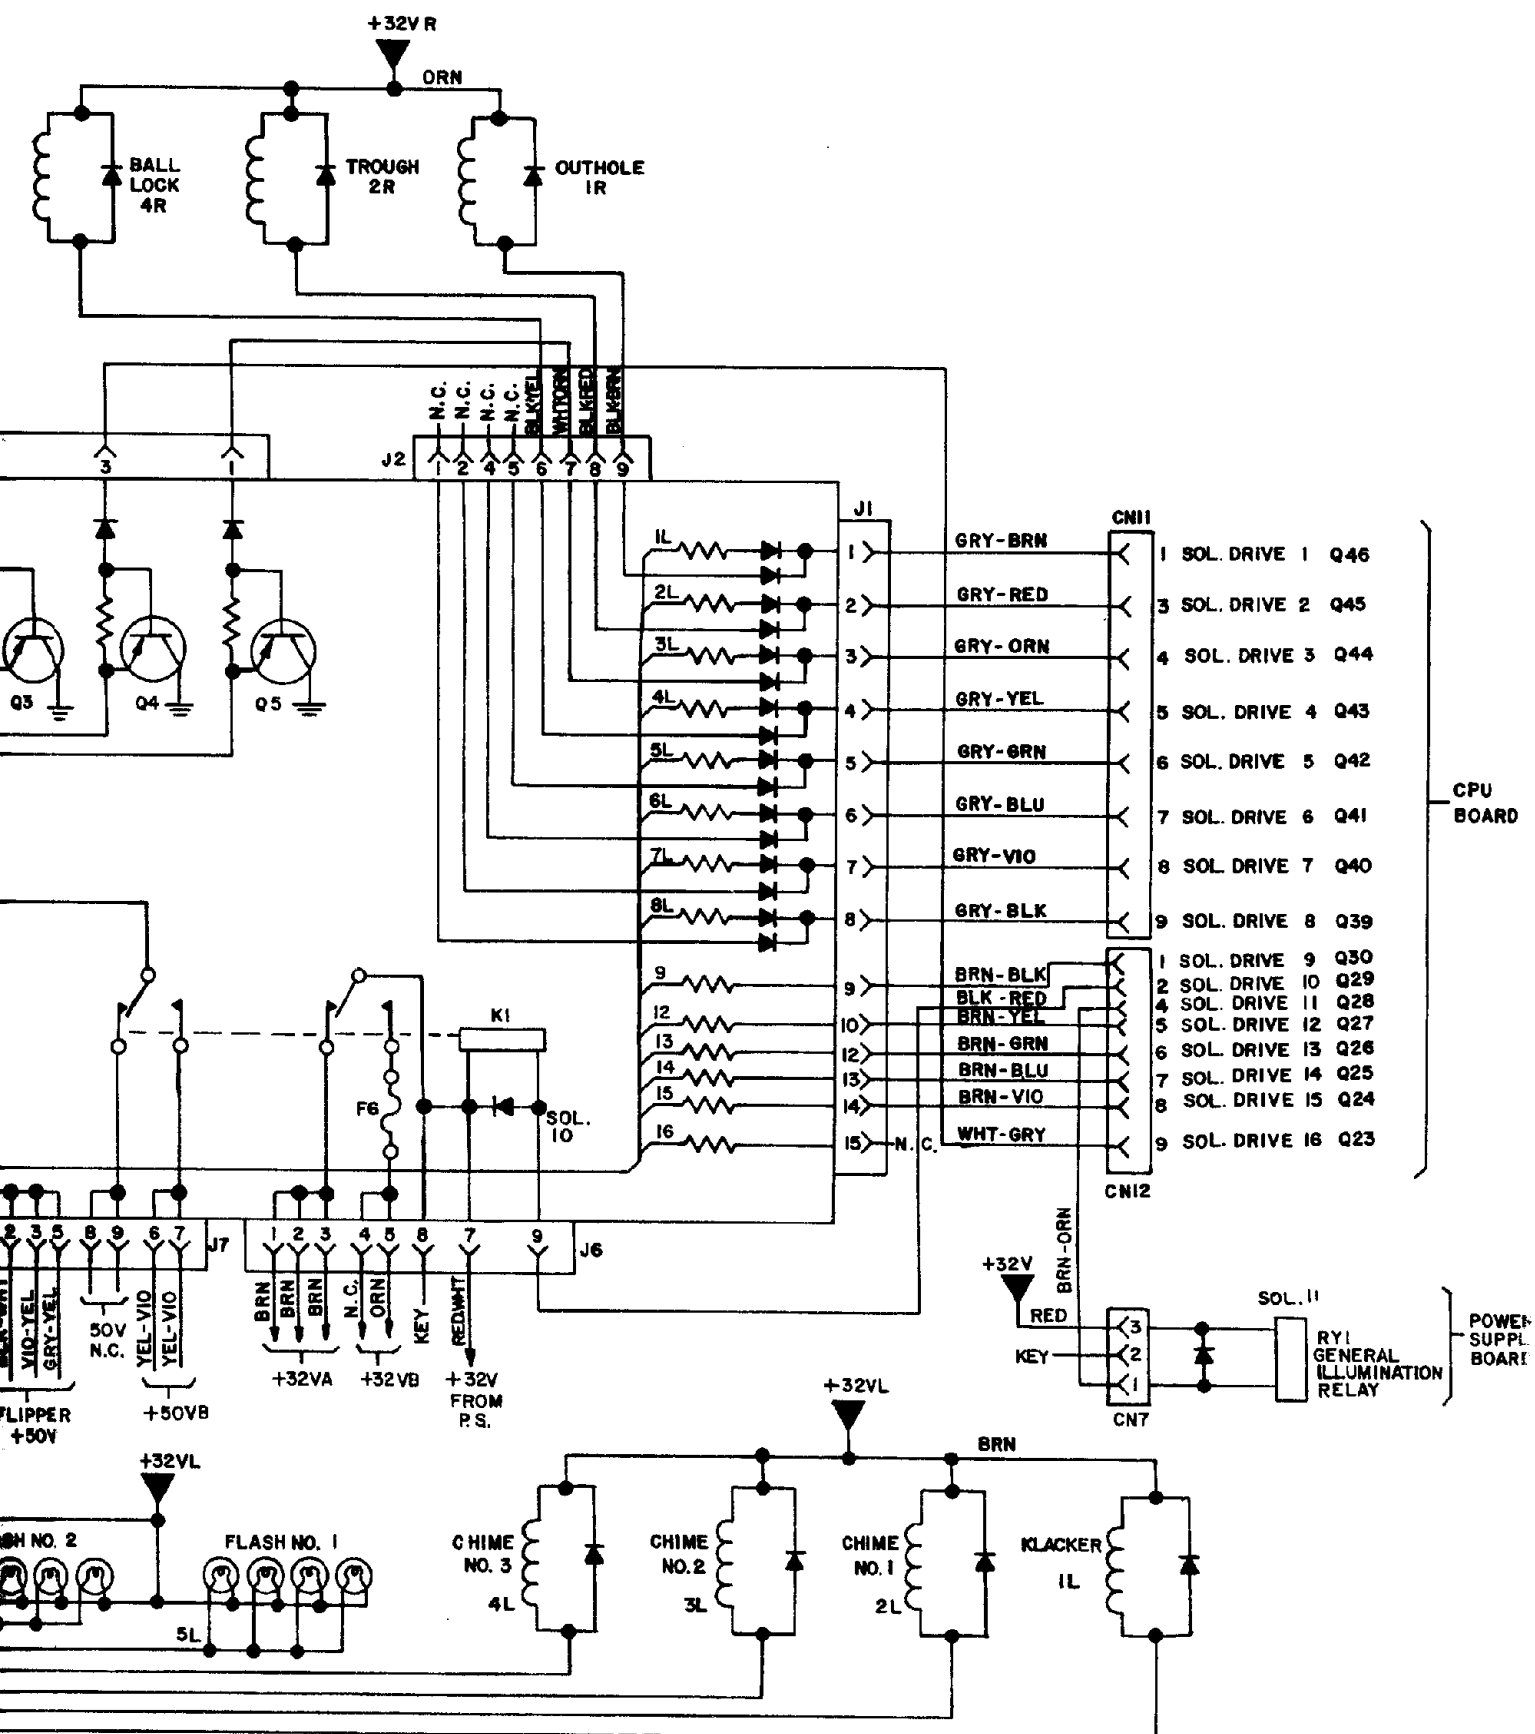 +32V R
ORN
BALL
LOCK
4R
TROUGH
2R
OUTHOLE
1R
N.C.
N.C.
N.C.
N.C.
BLK-YEL
WHT-ORN
BLK-RED
BLK-BRN
3
1
J2
1 2 4 5 6 7 8 9
J1
CN11
1L
1
GRY-BRN
1 SOL. DRIVE 1 Q46
2L
2
GRY-RED
3 SOL. DRIVE 2 Q45
3L
3
GRY-ORN
4 SOL. DRIVE 3 Q44
4L
4
GRY-YEL
5 SOL. DRIVE 4 Q43
5L
5
GRY-GRN
6 SOL. DRIVE 5 Q42
6L
6
GRY-BLU
7 SOL. DRIVE 6 Q41
7L
7
GRY-VIO
8 SOL. DRIVE 7 Q40
8L
8
GRY-BLK
9 SOL. DRIVE 8 Q39
CPU
BOARD
Q3
Q4
Q5
9
9
BRN-BLK
1 SOL. DRIVE 9 Q30
BLK-RED
2 SOL. DRIVE 10 Q29
4 SOL. DRIVE 11 Q28
12
10
BRN-YEL
5 SOL. DRIVE 12 Q27
13
12
BRN-GRN
6 SOL. DRIVE 13 Q26
14
13
BRN-BLU
7 SOL. DRIVE 14 Q25
15
14
BRN-VIO
8 SOL. DRIVE 15 Q24
16
15
N.C.
WHT-GRY
9 SOL. DRIVE 16 Q23
CN12
K1
F6
SOL.
10
2 3 5 8 9 6 7
J7
1 2 3 4 5 8 7 9
J6
VIO-YEL
GRY-YEL
50V
N.C.
YEL-VIO
YEL-VIO
BRN
BRN
BRN
N.C.
ORN
KEY
RED-WHT
FLIPPER
+50V
+50VB
+32VA
+32VB
+32V
FROM
P.S.
BRN-ORN
+32V
RED
KEY
3
2
1
CN7
SOL. 11
RY1
GENERAL
ILLUMINATION
RELAY
POWER
SUPPL
BOARD
+32VL
NO. 2
FLASH NO. 1
5L
+32VL
BRN
CHIME
NO. 3
4L
CHIME
NO. 2
3L
CHIME
NO. 1
2L
KLACKER
1L